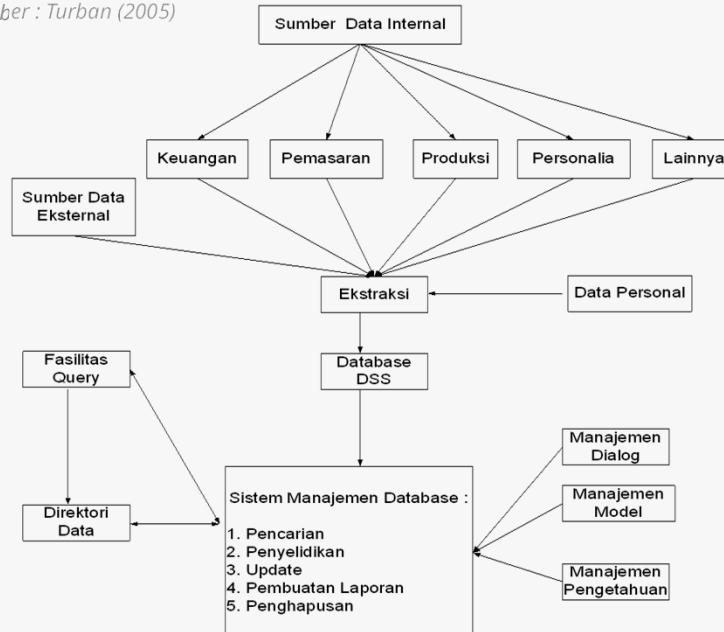 ber : Turban (2005)
Sumber Data Internal
Keuangan
Pemasaran
Produksi
Personalia
Lainnya
Sumber Data
Eksternal
Ekstraksi
Data Personal
Fasilitas
Query
Database
DSS
Direktori
Data
Sistem Manajemen Database :
1. Pencarian
2. Penyelidikan
3. Update
4. Pembuatan Laporan
5. Penghapusan
Manajemen
Dialog
Manajemen
Model
Manajemen
Pengetahuan